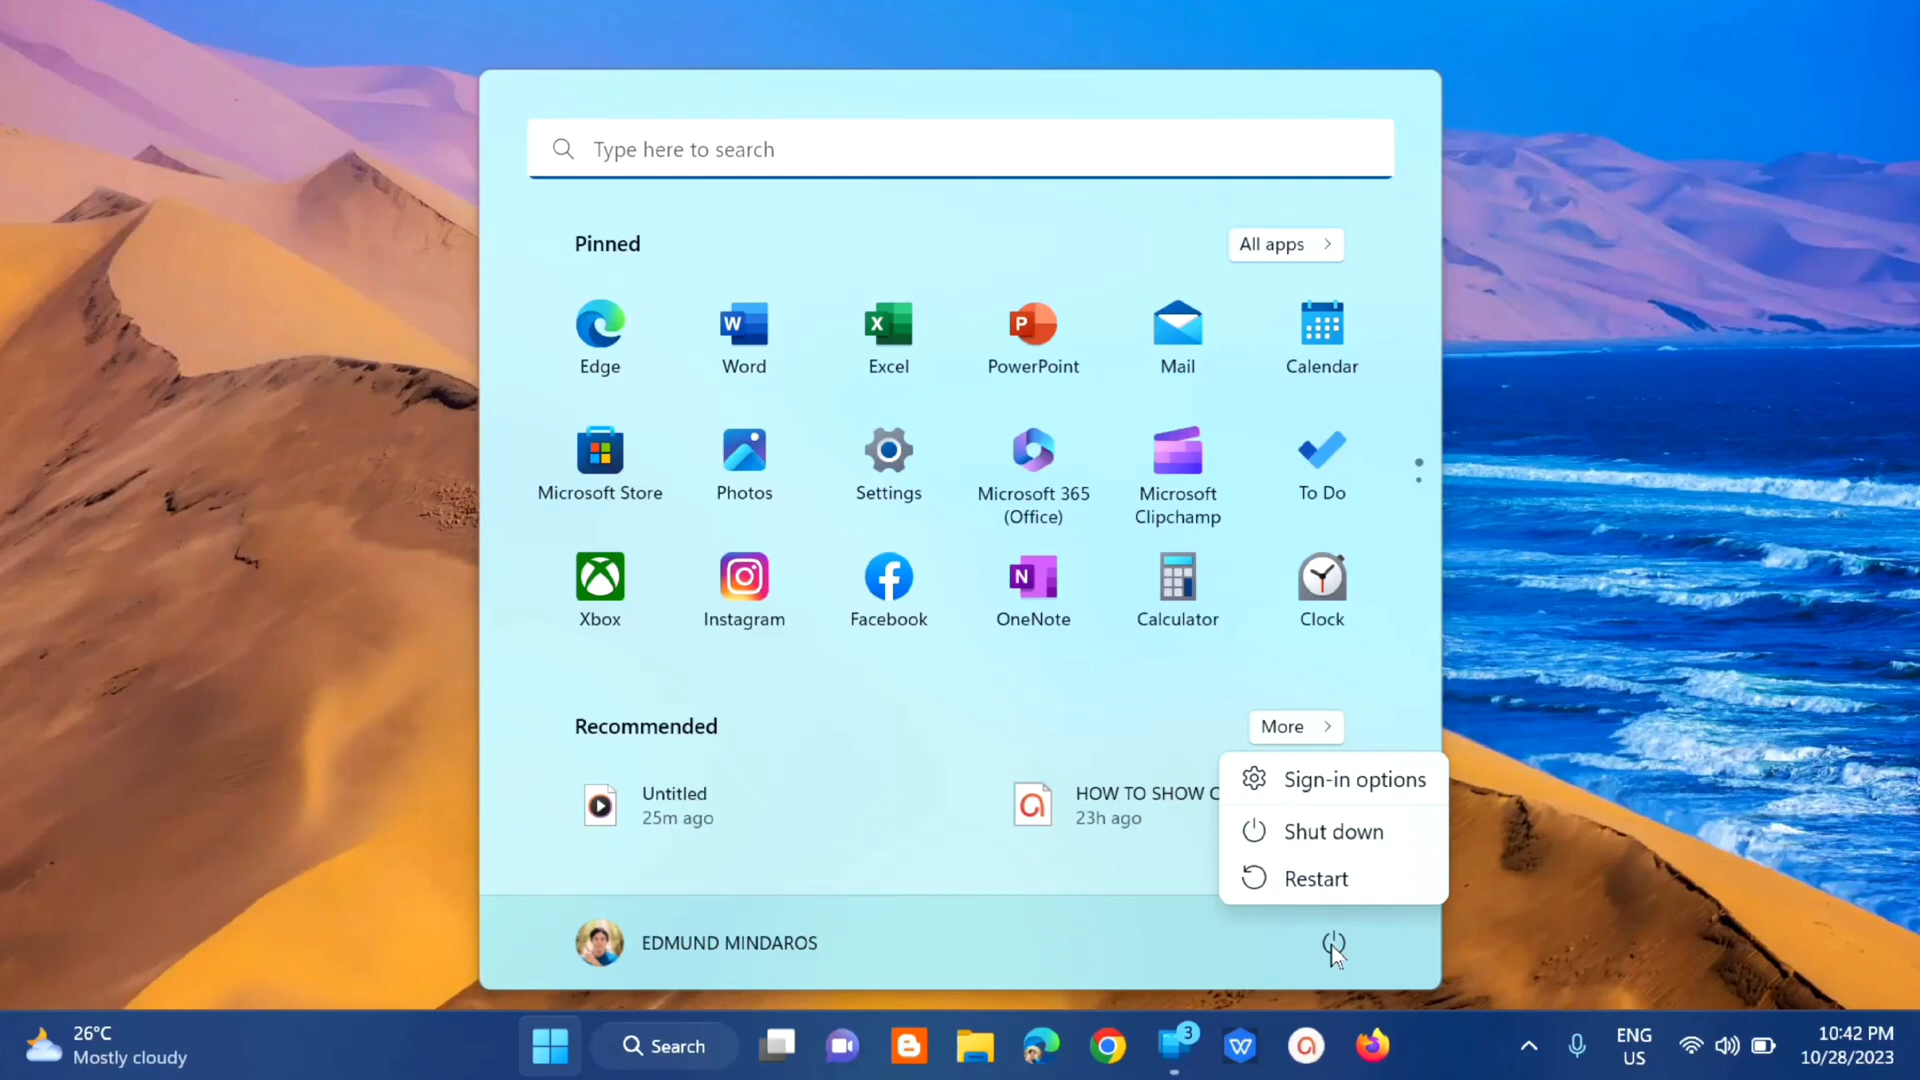 Type here to search
Pinned
All apps
Edge
Word
Excel
PowerPoint
Mail
Calendar
Microsoft Store
Photos
Settings
Microsoft 365
(Office)
Microsoft
Clipchamp
To Do
Xbox
Instagram
Facebook
OneNote
Calculator
Clock
Recommended
More
Untitled
25m ago
HOW TO SHOW C
23h ago
Sign-in options
Shut down
Restart
EDMUND MINDAROS
26°C
Mostly cloudy
Search
3
ENG
US
10:42 PM
10/28/2023